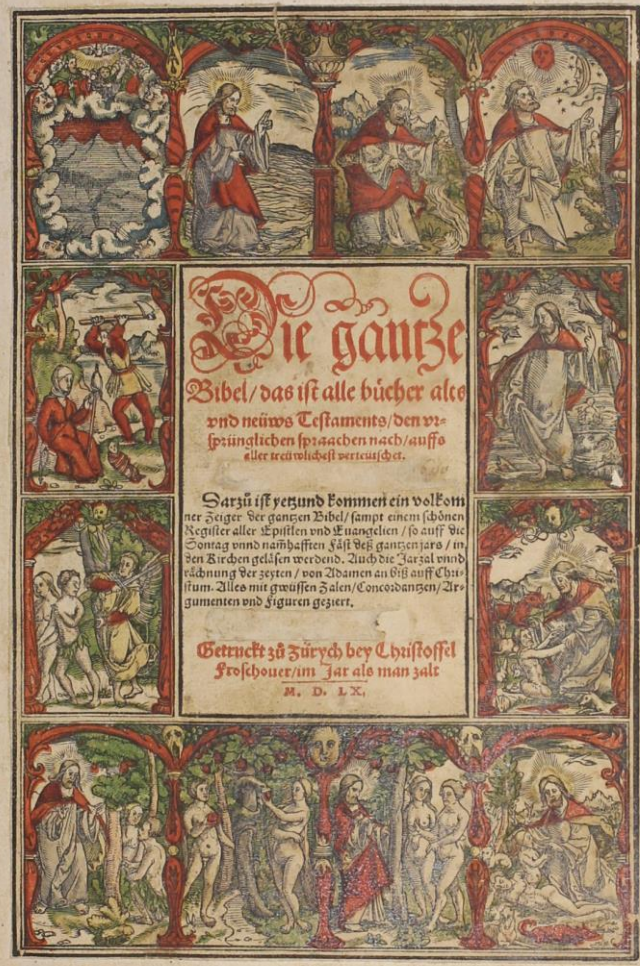 Die gantze
Bibel / das ist alle bücher alts
vnd neüws Testaments / den vr-
sprünglichen spraachen nach / auffs
aller treüwlichest verteutschet.
Darzů ist yetzund kommen ein volkom
ner Zeiger der gantzen Bibel / sampt einem schönen
Register aller Epistlen vnd Euangelien / so auff die
Sontag vnnd nam̃hafften Fäst deß gantzen jars / in
den Kirchen geläsen werdend. Auch die Jarzal vnnd
rächnung der zeyten / von Adamen an biß auff Chri-
stum. Alles mit gwüssen Zalen / Concordantzen / Ar-
gumenten vnd Figuren geziert.
Getruckt zů Zürych bey Christoffel
Froschouer / im Jar als man zalt
M. D. LX.